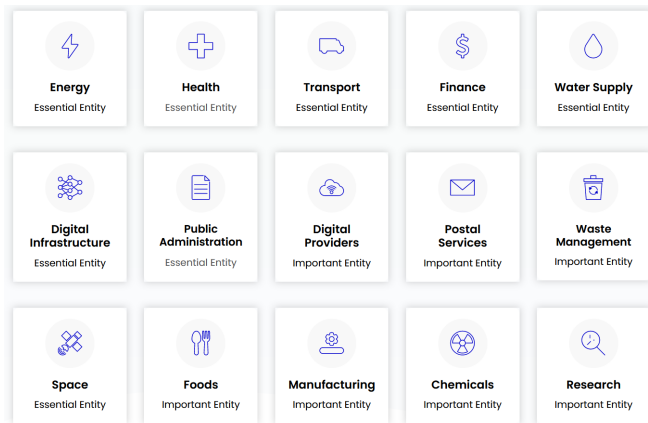 Energy
Essential Entity
Health
Essential Entity
Transport
Essential Entity
Finance
Essential Entity
Water Supply
Essential Entity
Digital
Infrastructure
Essential Entity
Public
Administration
Essential Entity
Digital
Providers
Important Entity
Postal
Services
Important Entity
Waste
Management
Important Entity
Space
Essential Entity
Foods
Important Entity
Manufacturing
Important Entity
Chemicals
Important Entity
Research
Important Entity